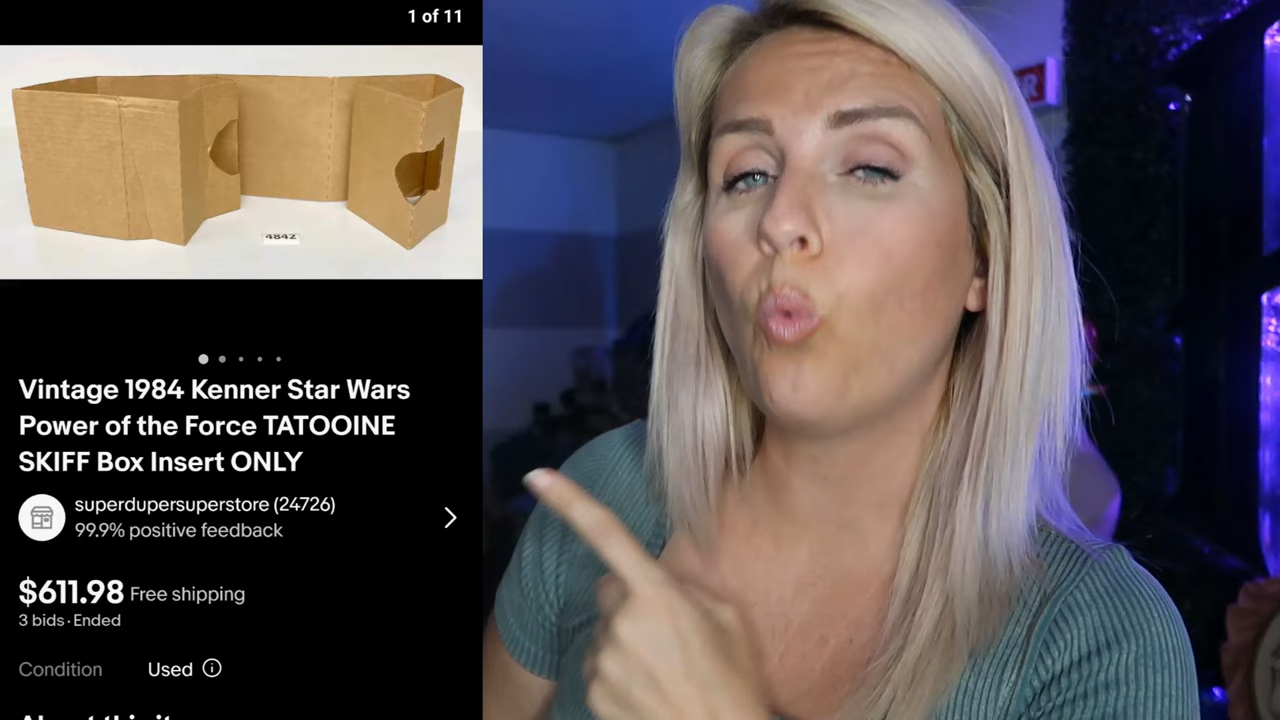 1 of 11
4842
Vintage 1984 Kenner Star Wars
Power of the Force TATOOINE
SKIFF Box Insert ONLY
superdupersuperstore (24726)
99.9% positive feedback
$611.98 Free shipping
3 bids · Ended
Condition Used